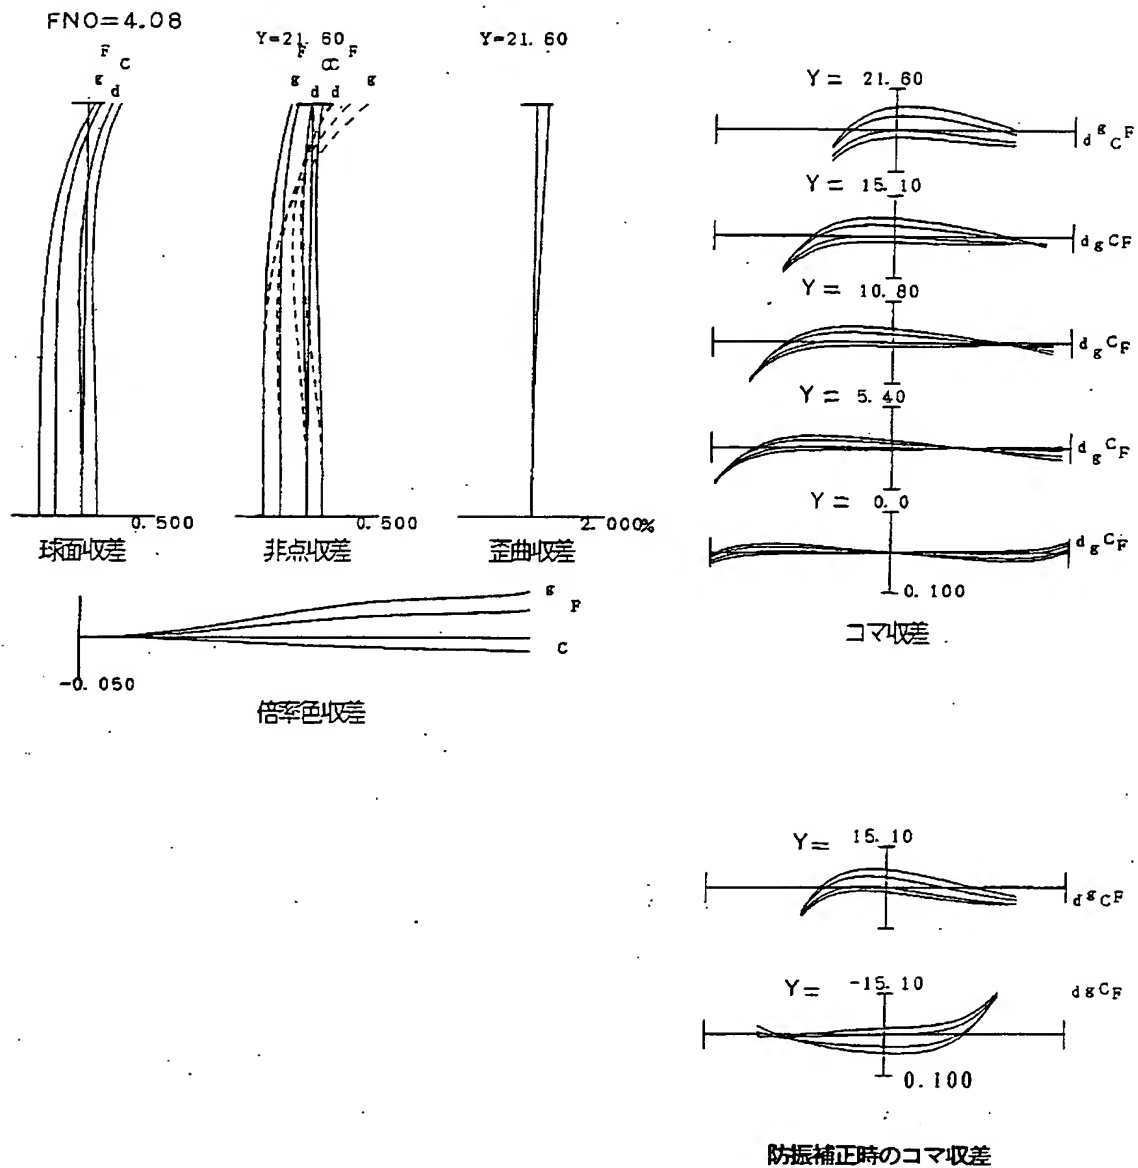 FNO=4.08
F C
g d
Y=21.60
F CC F
g d d g
Y=21.60
0.500
球面収差
0.500
非点収差
2.000%
歪曲収差
g
F
C
-0.050
倍率色収差
Y= 21.60
d g C F
Y= 15.10
d g C F
Y= 10.80
d g C F
Y= 5.40
d g C F
Y= 0.0
d g C F
0.100
コマ収差
Y= 15.10
d g C F
Y= -15.10
d g C F
0.100
防振補正時のコマ収差